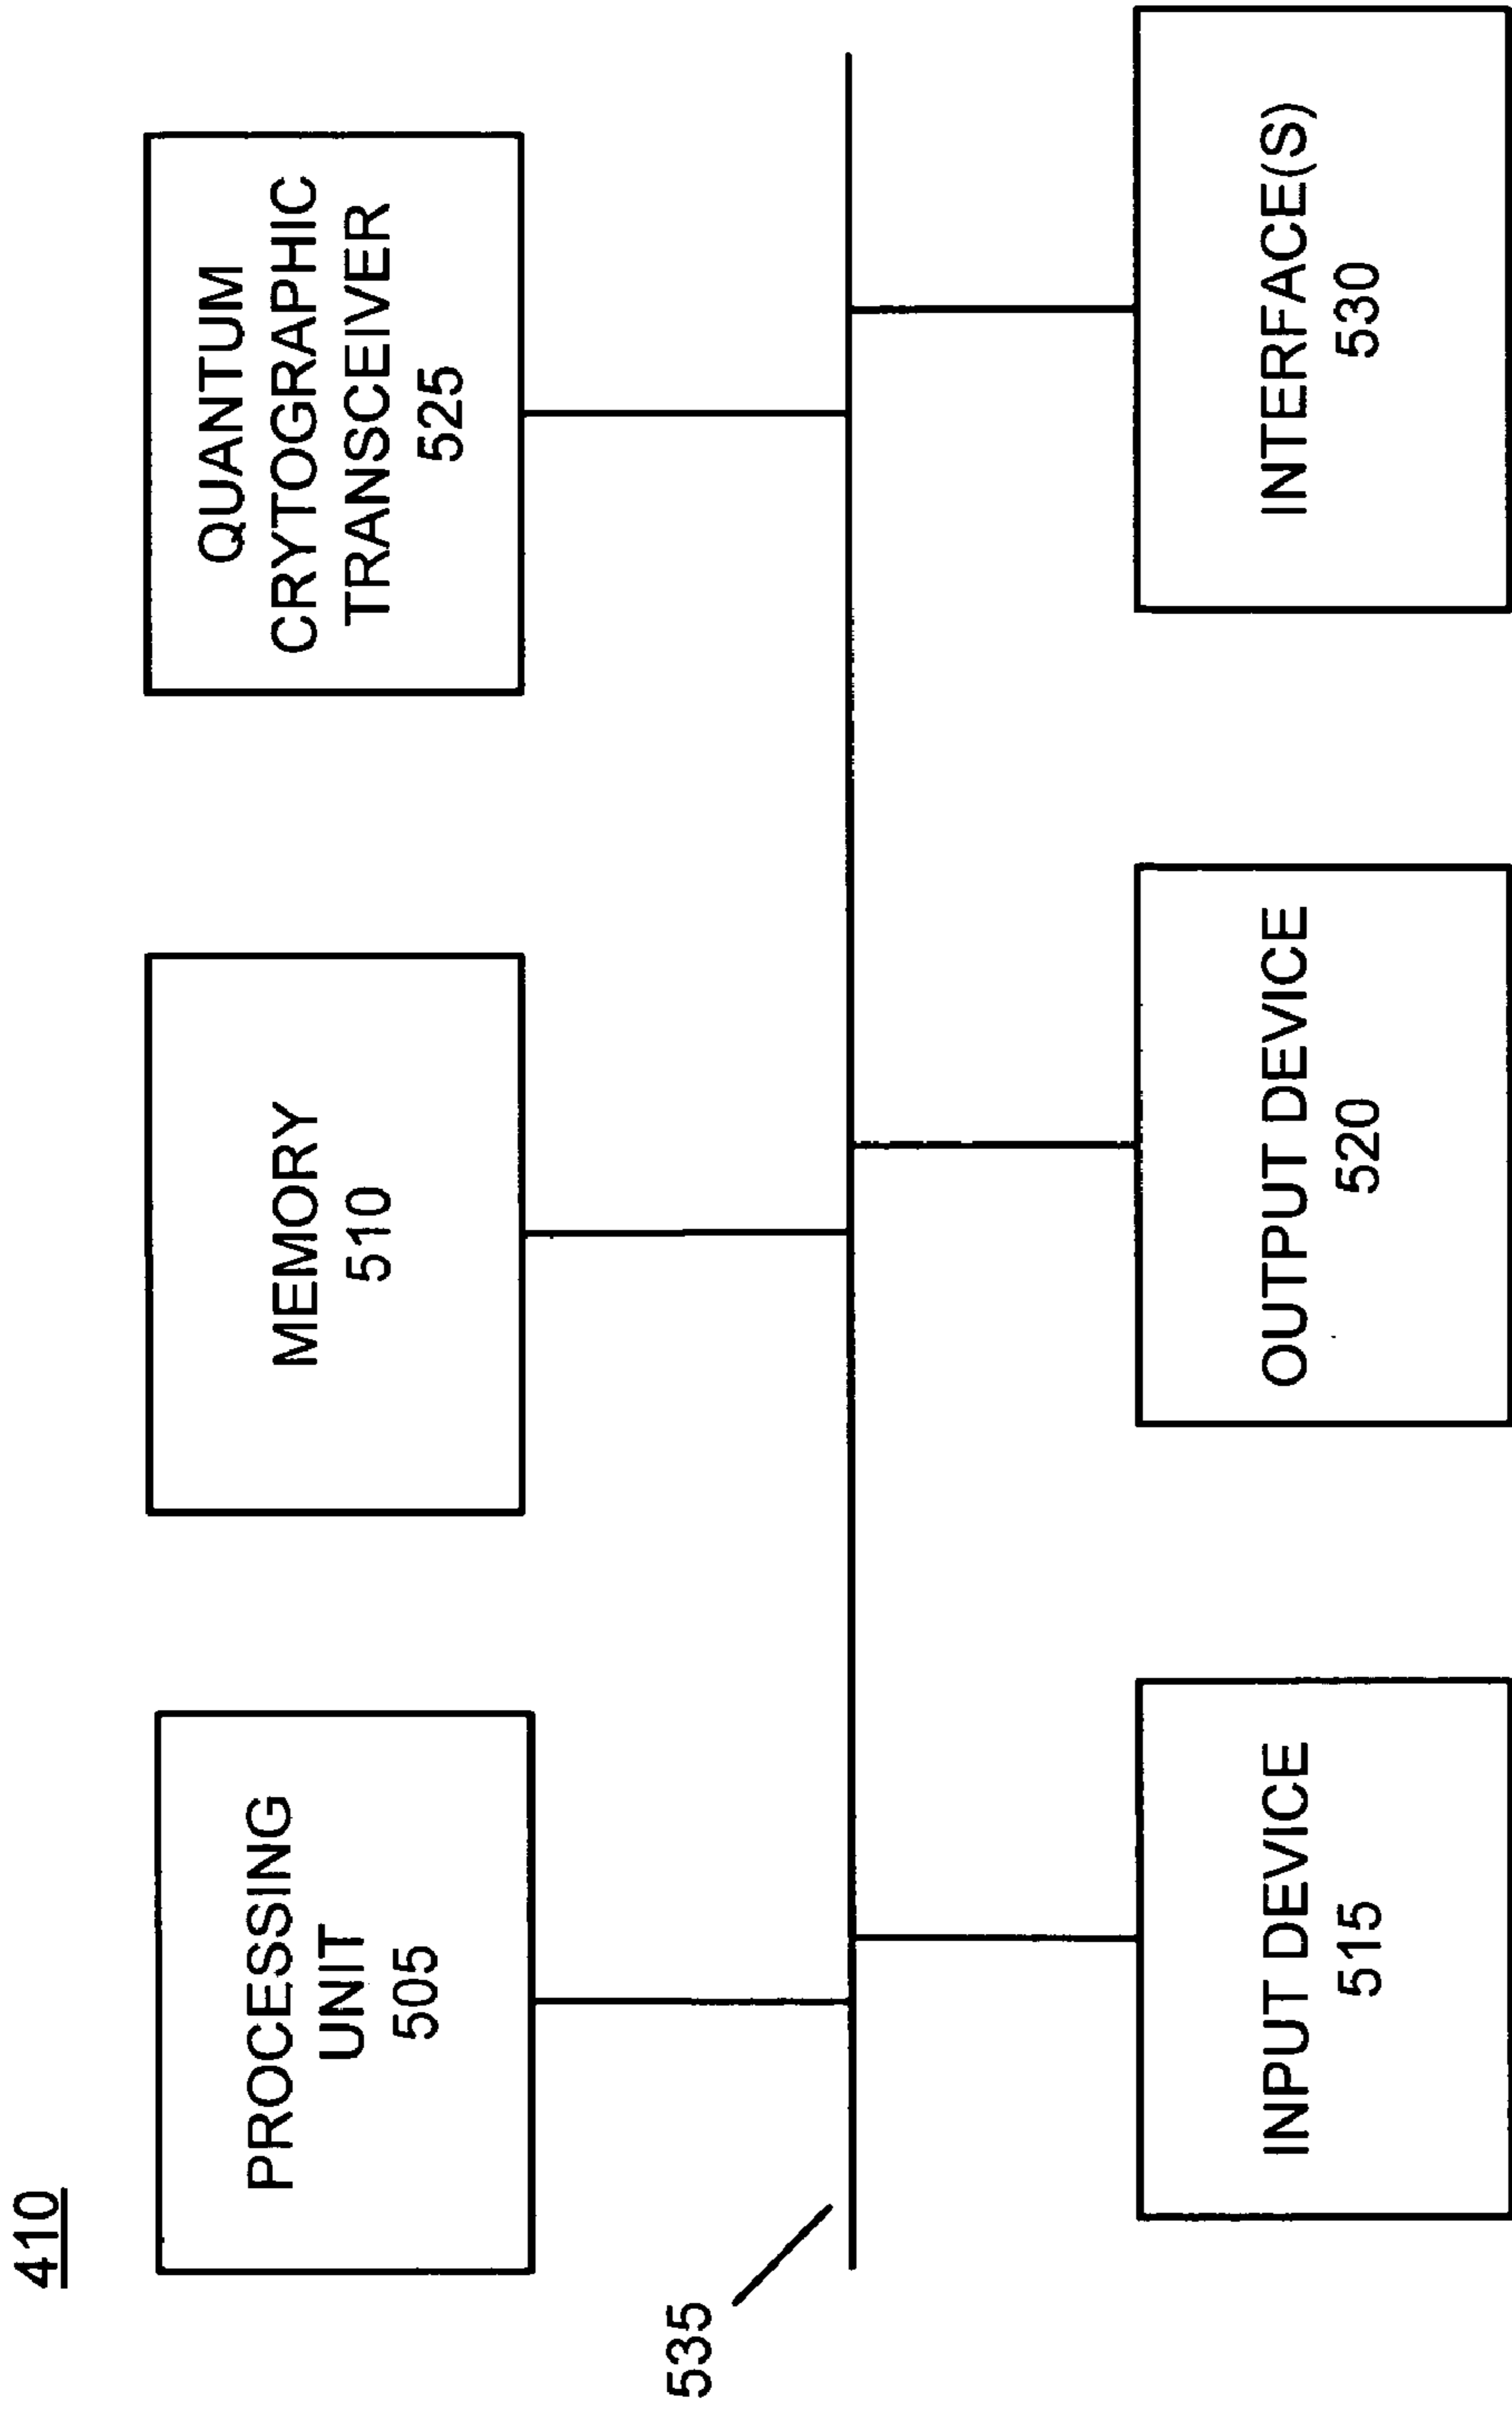 410
PROCESSING
UNIT
505
MEMORY
510
QUANTUM
CRYTOGRAPHIC
TRANSCEIVER
525
535
INPUT DEVICE
515
OUTPUT DEVICE
520
INTERFACE(S)
530